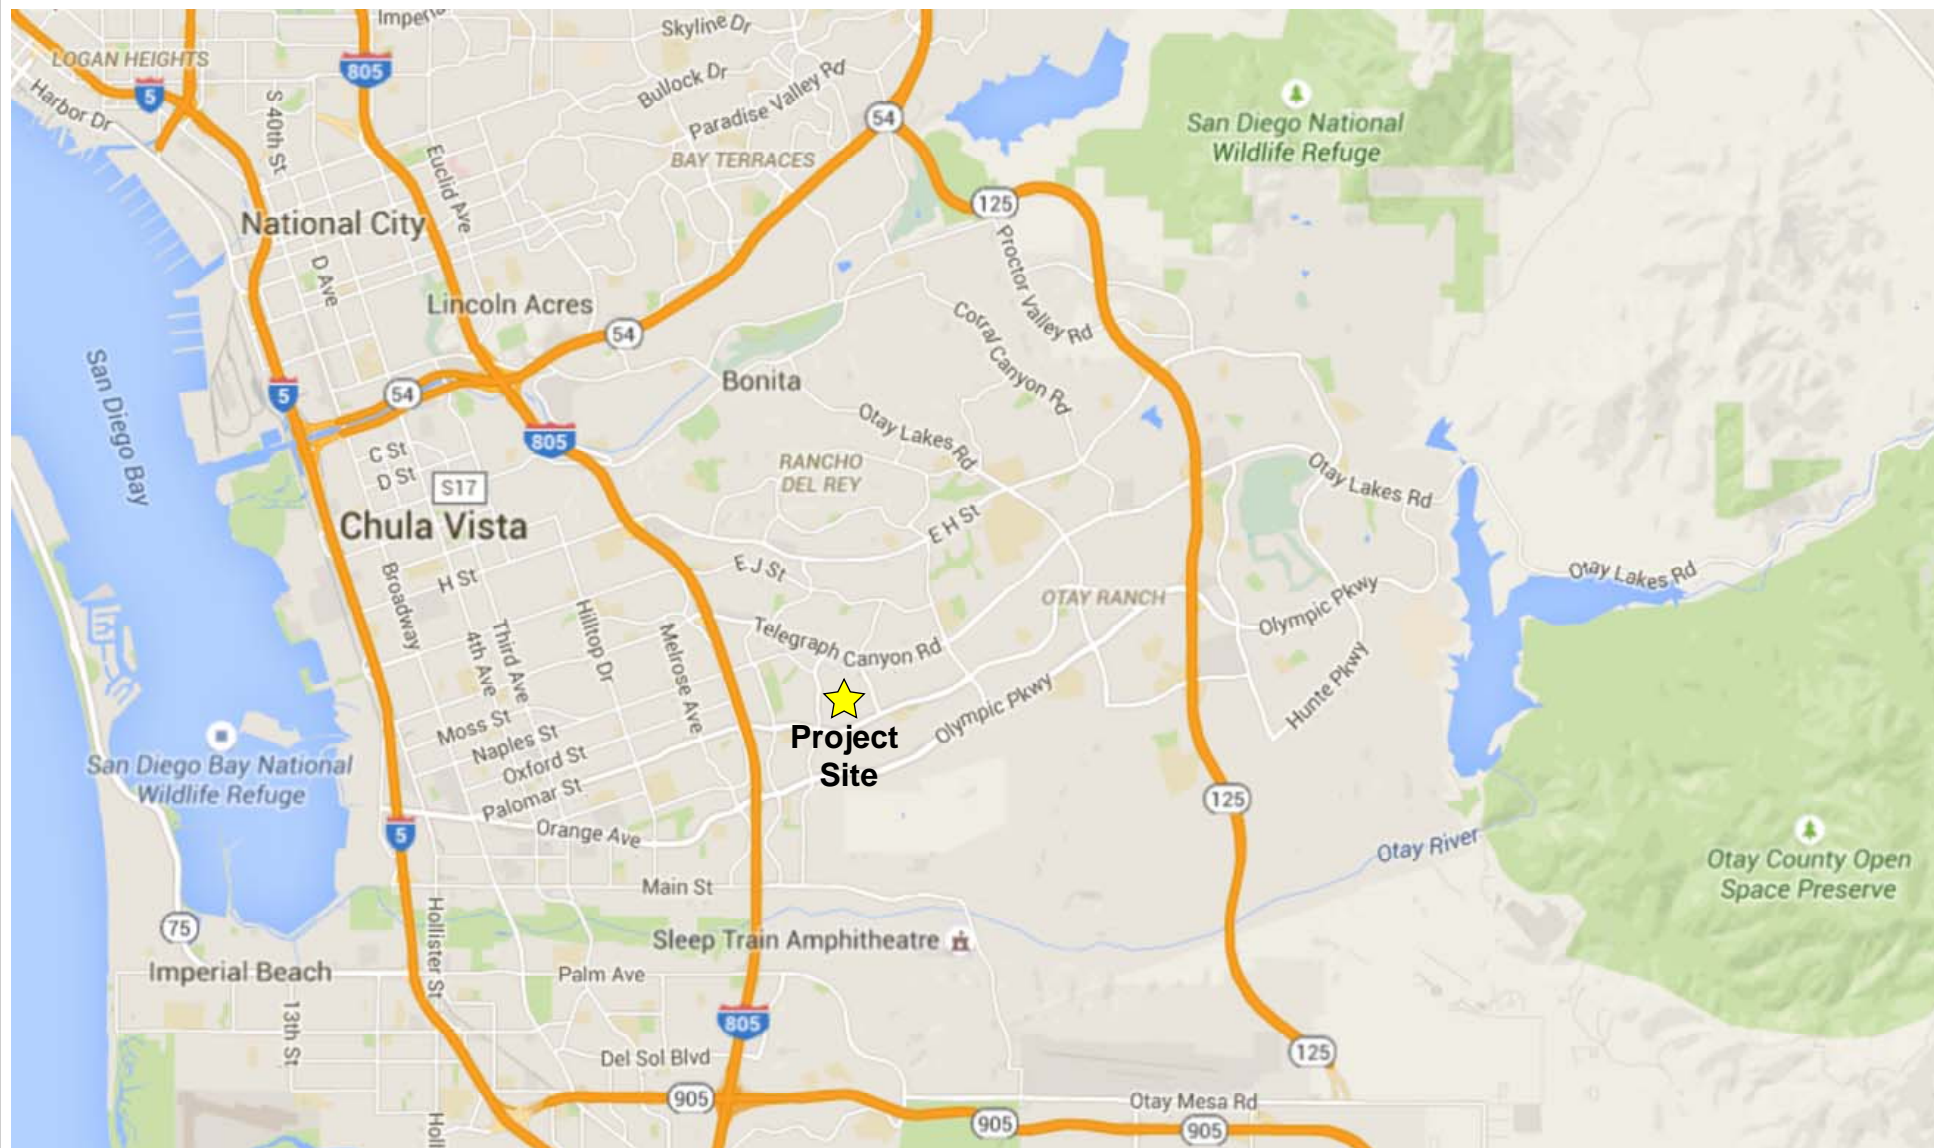 Skyline Dr
LOGAN HEIGHTS
805
5
Harbor Dr
S 40th St
Bullock Dr
Paradise Valley Rd
54
San Diego National
Wildlife Refuge
BAY TERRACES
Euclid Ave
125
National City
Proctor Valley Rd
D Ave
Lincoln Acres
54
Corral Canyon Rd
San Diego Bay
5
54
Bonita
Otay Lakes Rd
805
C St
D St
RANCHO
DEL REY
Otay Lakes Rd
S17
Chula Vista
E H St
E J St
H St
Broadway
Otay Lakes Rd
OTAY RANCH
Olympic Pkwy
Third Ave
4th Ave
Hilltop Dr
Melrose Ave
Telegraph Canyon Rd
Hunte Pkwy
Olympic Pkwy
Moss St
Naples St
Oxford St
Palomar St
Project
Site
San Diego Bay National
Wildlife Refuge
125
5
Orange Ave
Otay River
Otay County Open
Space Preserve
Main St
Hollister St
75
Sleep Train Amphitheatre
Imperial Beach
Palm Ave
13th St
805
Del Sol Blvd
125
905
Otay Mesa Rd
905
905